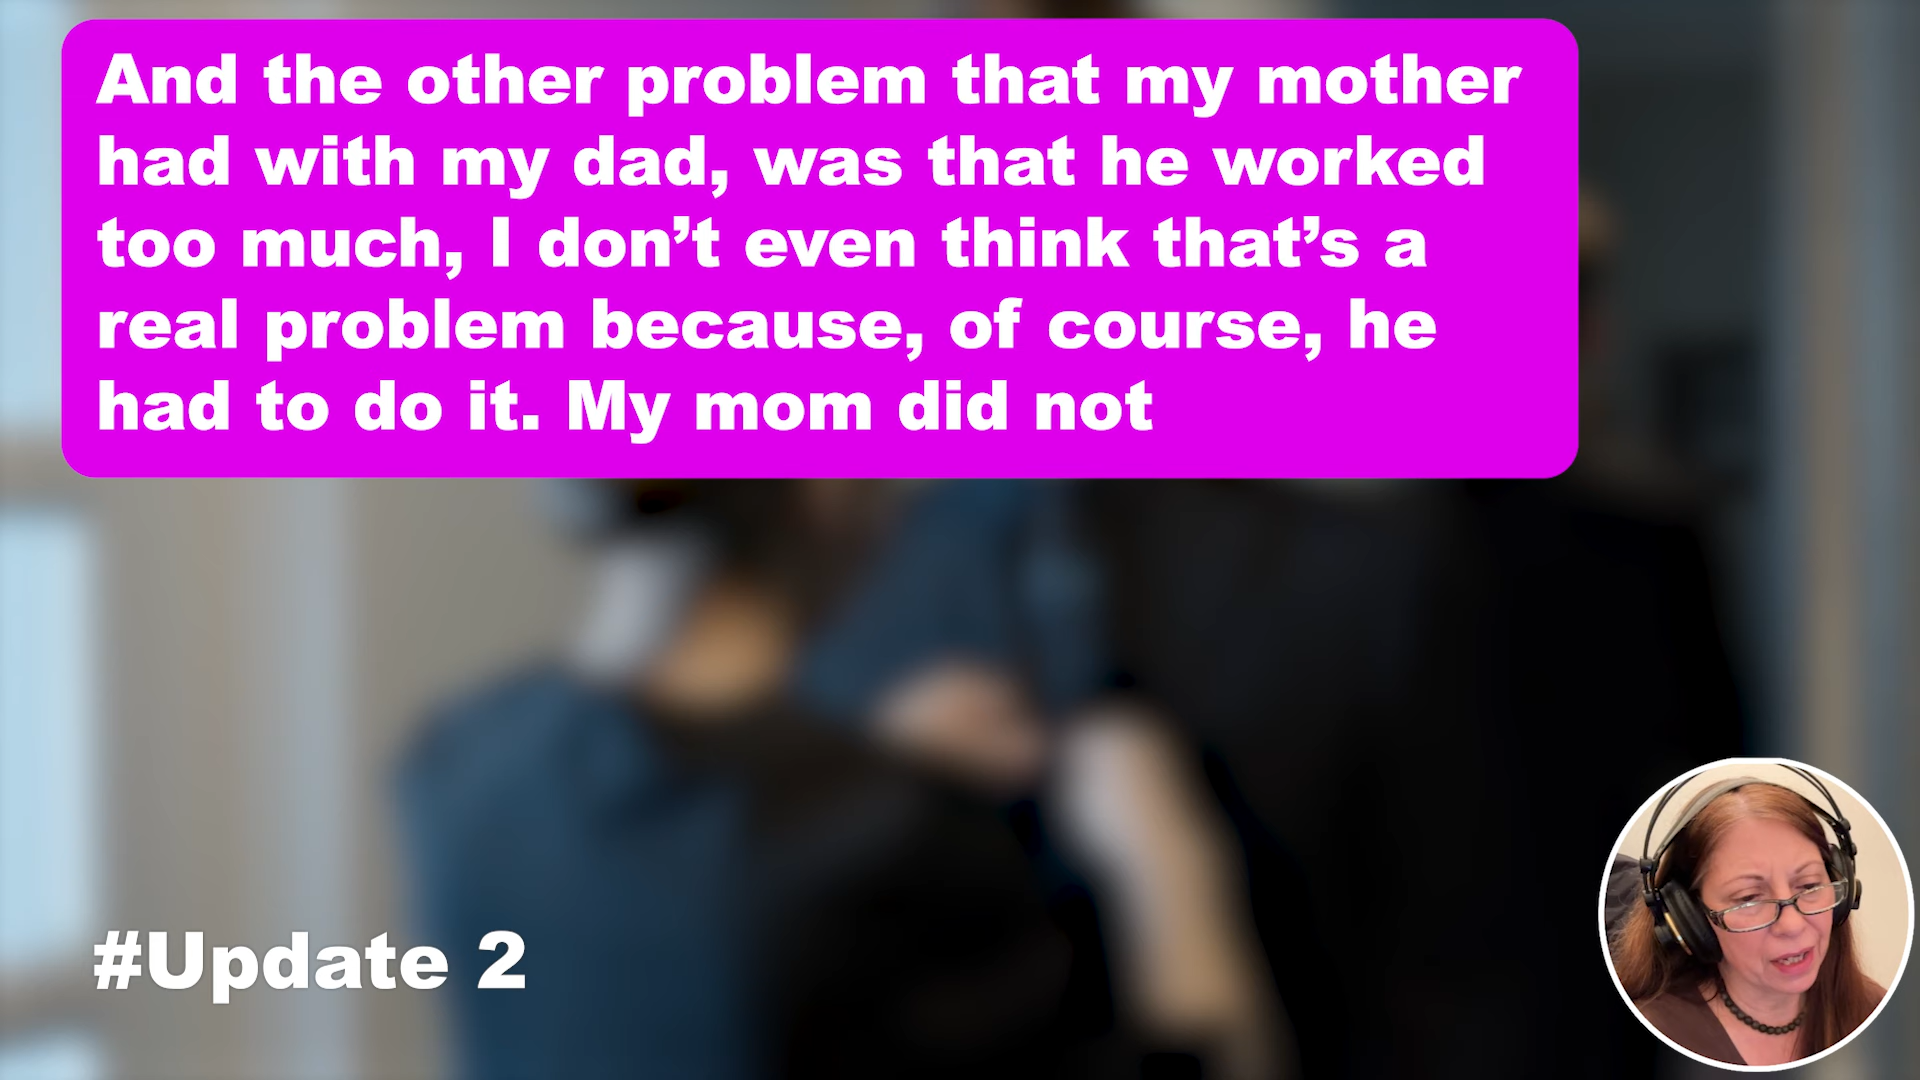 And the other problem that my mother
had with my dad, was that he worked
too much, I don’t even think that’s a
real problem because, of course, he
had to do it. My mom did not
#Update 2